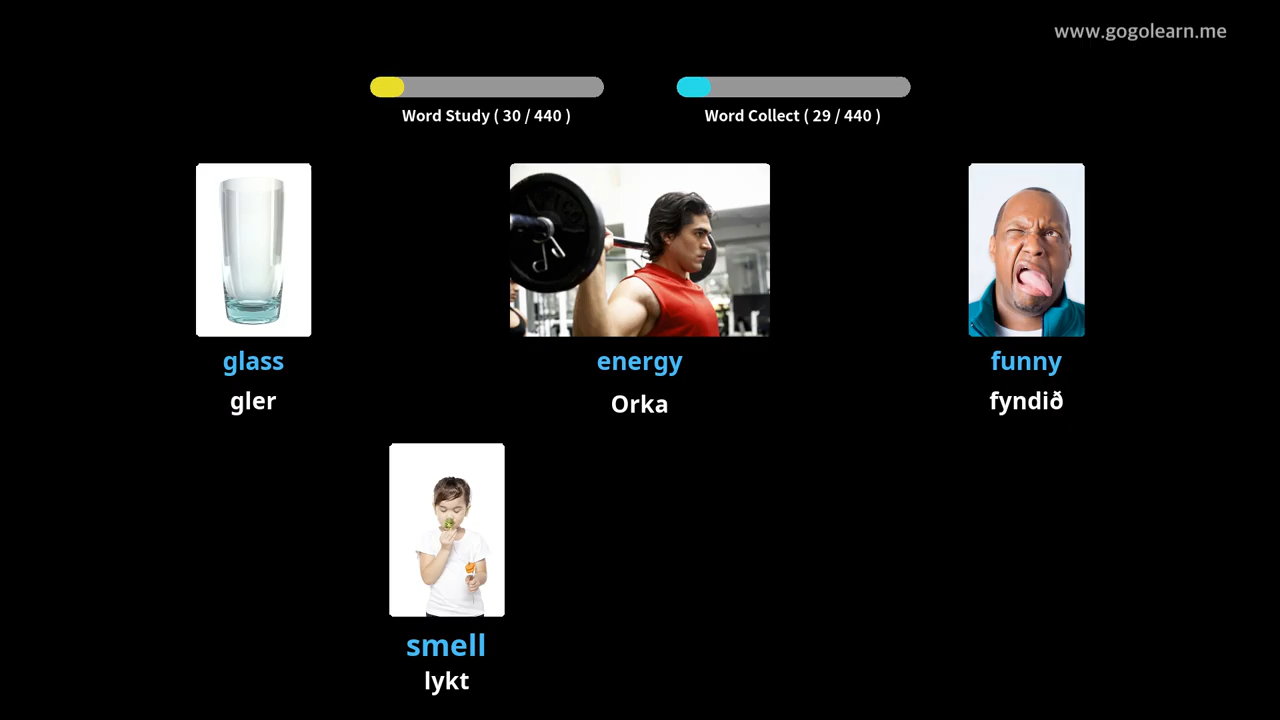 www.gogolearn.me
Word Study ( 30 / 440 )
Word Collect ( 29 / 440 )
glass
energy
funny
gler
Orka
fyndið
smell
lykt